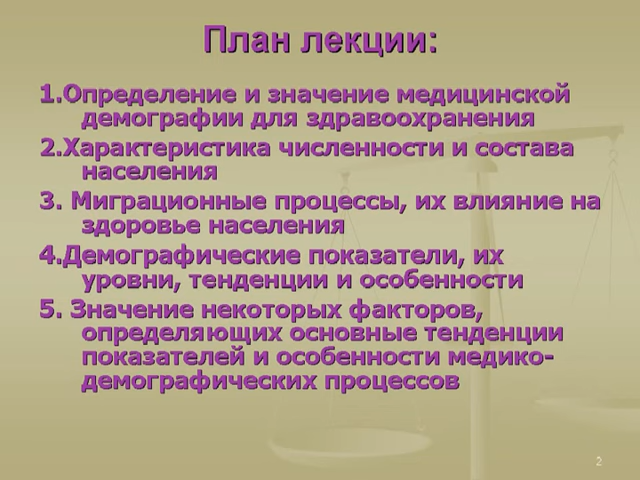 План лекции:
1.Определение и значение медицинской
демографии для здравоохранения
2.Характеристика численности и состава
населения
3. Миграционные процессы, их влияние на
здоровье населения
4.Демографические показатели, их
уровни, тенденции и особенности
5. Значение некоторых факторов,
определяющих основные тенденции
показателей и особенности медико-
демографических процессов
2